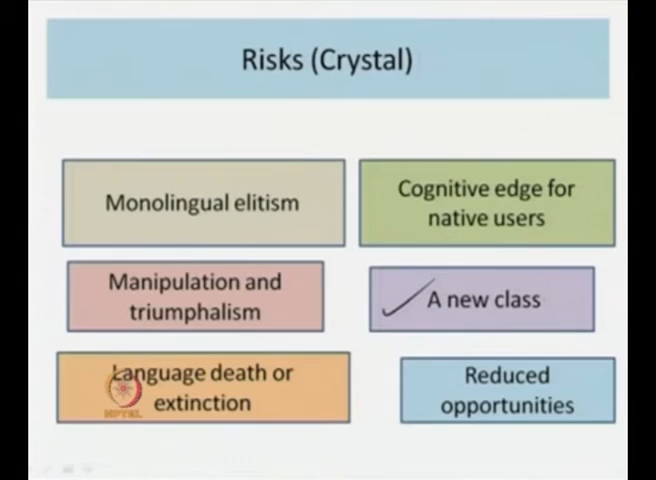 Risks (Crystal)
Monolingual elitism
Cognitive edge for
native users
Manipulation and
triumphalism
A new class
Language death or
extinction
Reduced
opportunities
NPTEL